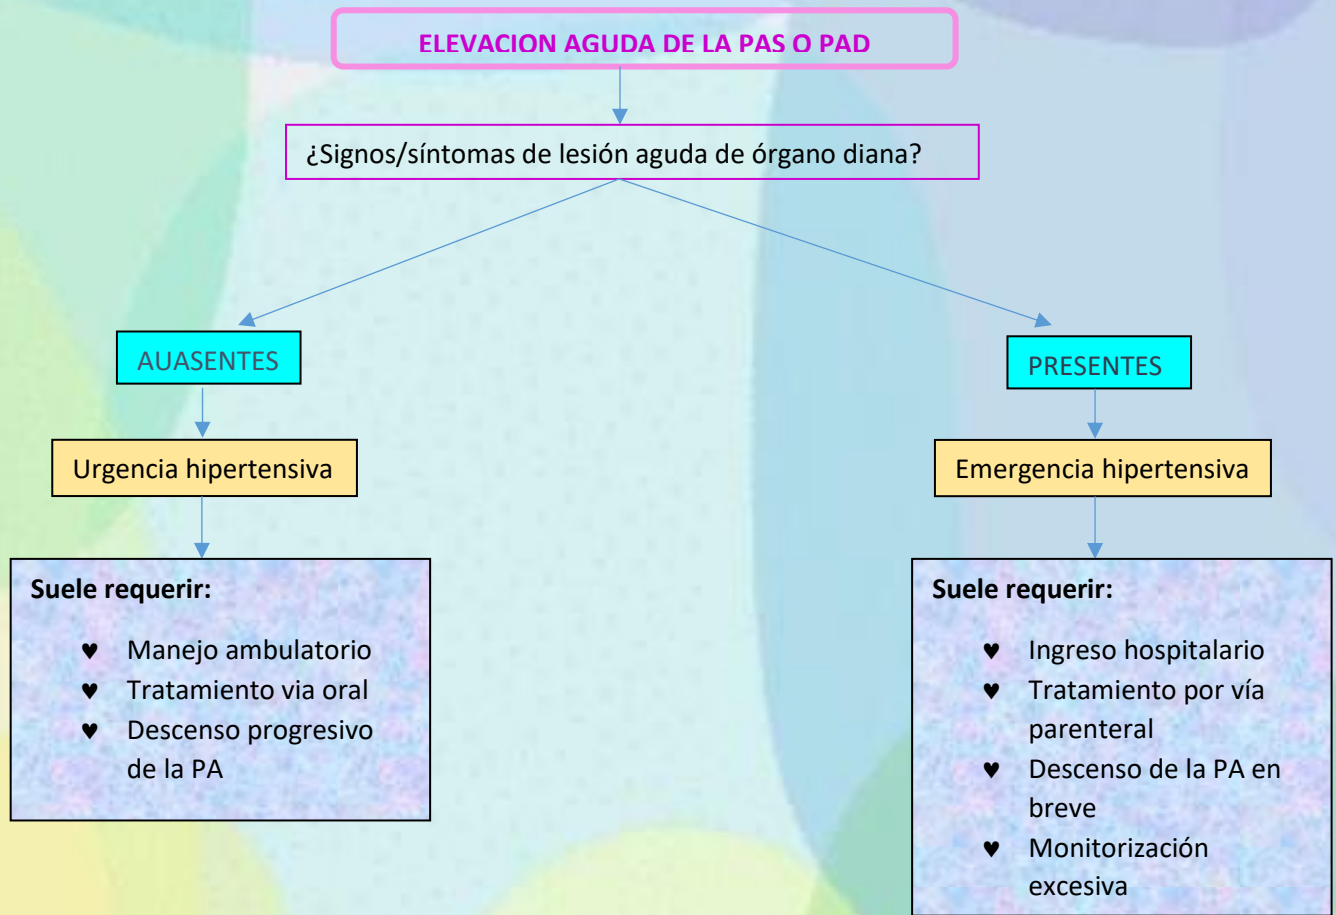 ELEVACION AGUDA DE LA PAS O PAD
¿Signos/síntomas de lesión aguda de órgano diana?
AUASENTES
PRESENTES
Urgencia hipertensiva
Emergencia hipertensiva
Suele requerir:
♥ Manejo ambulatorio
♥ Tratamiento via oral
♥ Descenso progresivo
de la PA
Suele requerir:
♥ Ingreso hospitalario
♥ Tratamiento por vía
parenteral
♥ Descenso de la PA en
breve
♥ Monitorización
excesiva